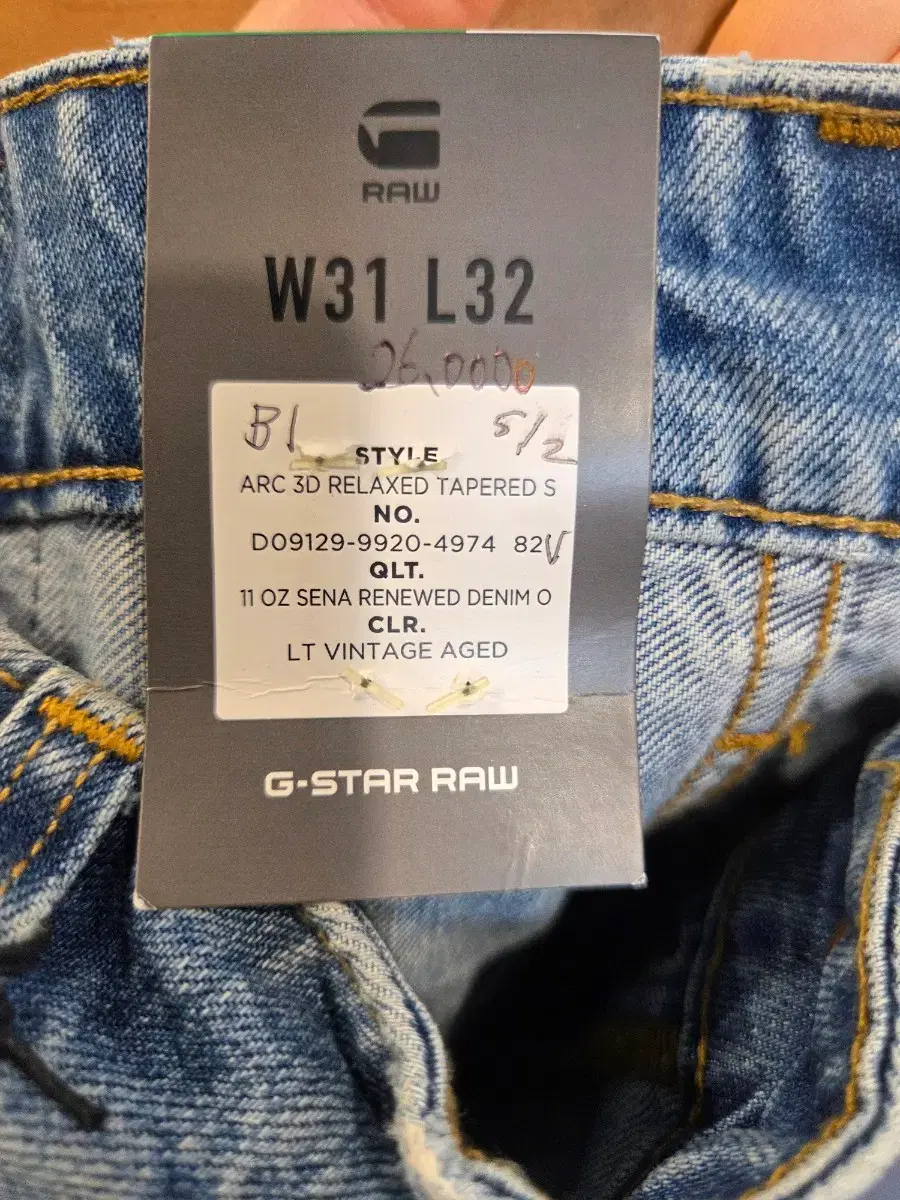 RAW
W31 L32
26,0000
B1 5/2
STYLE
ARC 3D RELAXED TAPERED S
NO.
D09129-9920-4974 82
QLT.
11 OZ SENA RENEWED DENIM O
CLR.
LT VINTAGE AGED
G-STAR RAW